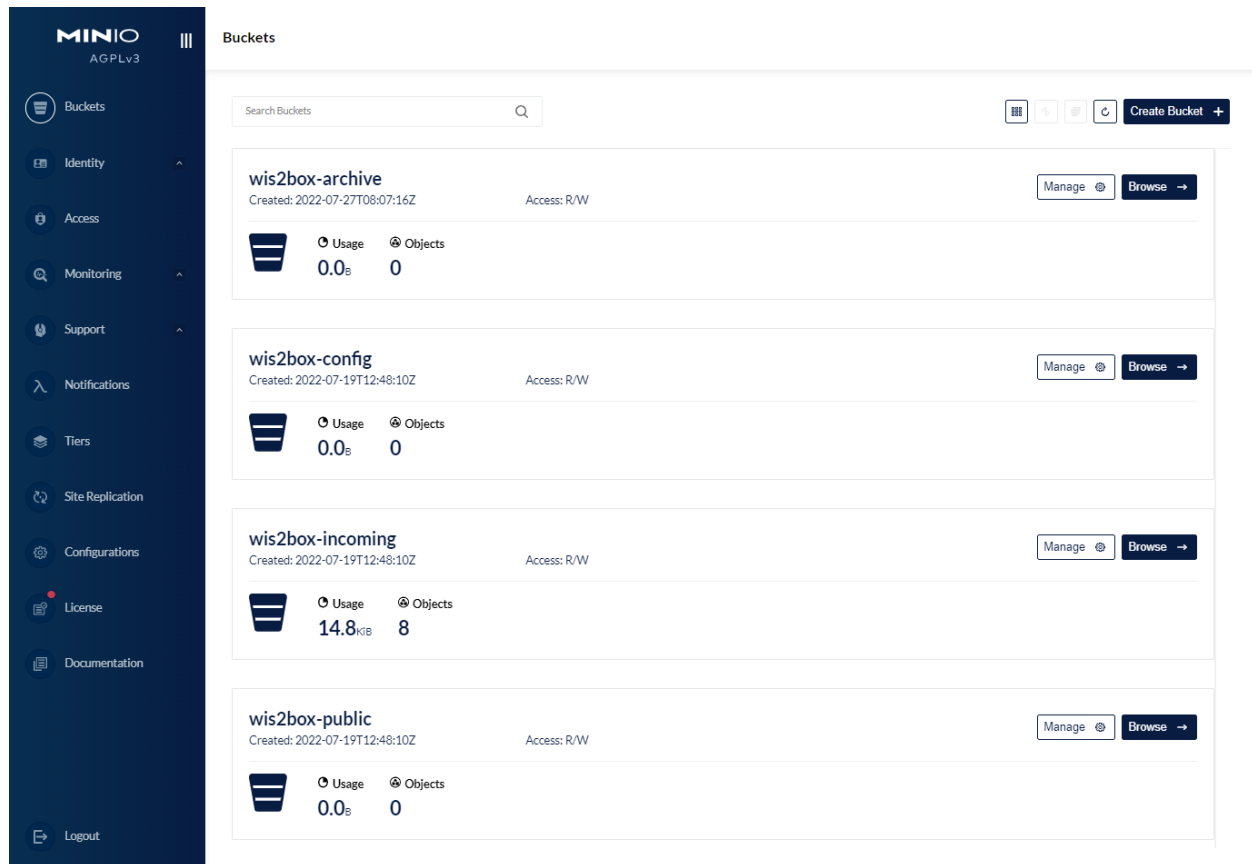 MINIO
AGPLv3
Buckets
Identity
Access
Monitoring
Support
Notifications
Tiers
Site Replication
Configurations
License
Documentation
Logout
Buckets
Search Buckets
Create Bucket +
wis2box-archive
Created: 2022-07-27T08:07:16Z Access: R/W
Manage Browse →
Usage Objects
0.0B 0
wis2box-config
Created: 2022-07-19T12:48:10Z Access: R/W
Manage Browse →
Usage Objects
0.0B 0
wis2box-incoming
Created: 2022-07-19T12:48:10Z Access: R/W
Manage Browse →
Usage Objects
14.8KiB 8
wis2box-public
Created: 2022-07-19T12:48:10Z Access: R/W
Manage Browse →
Usage Objects
0.0B 0